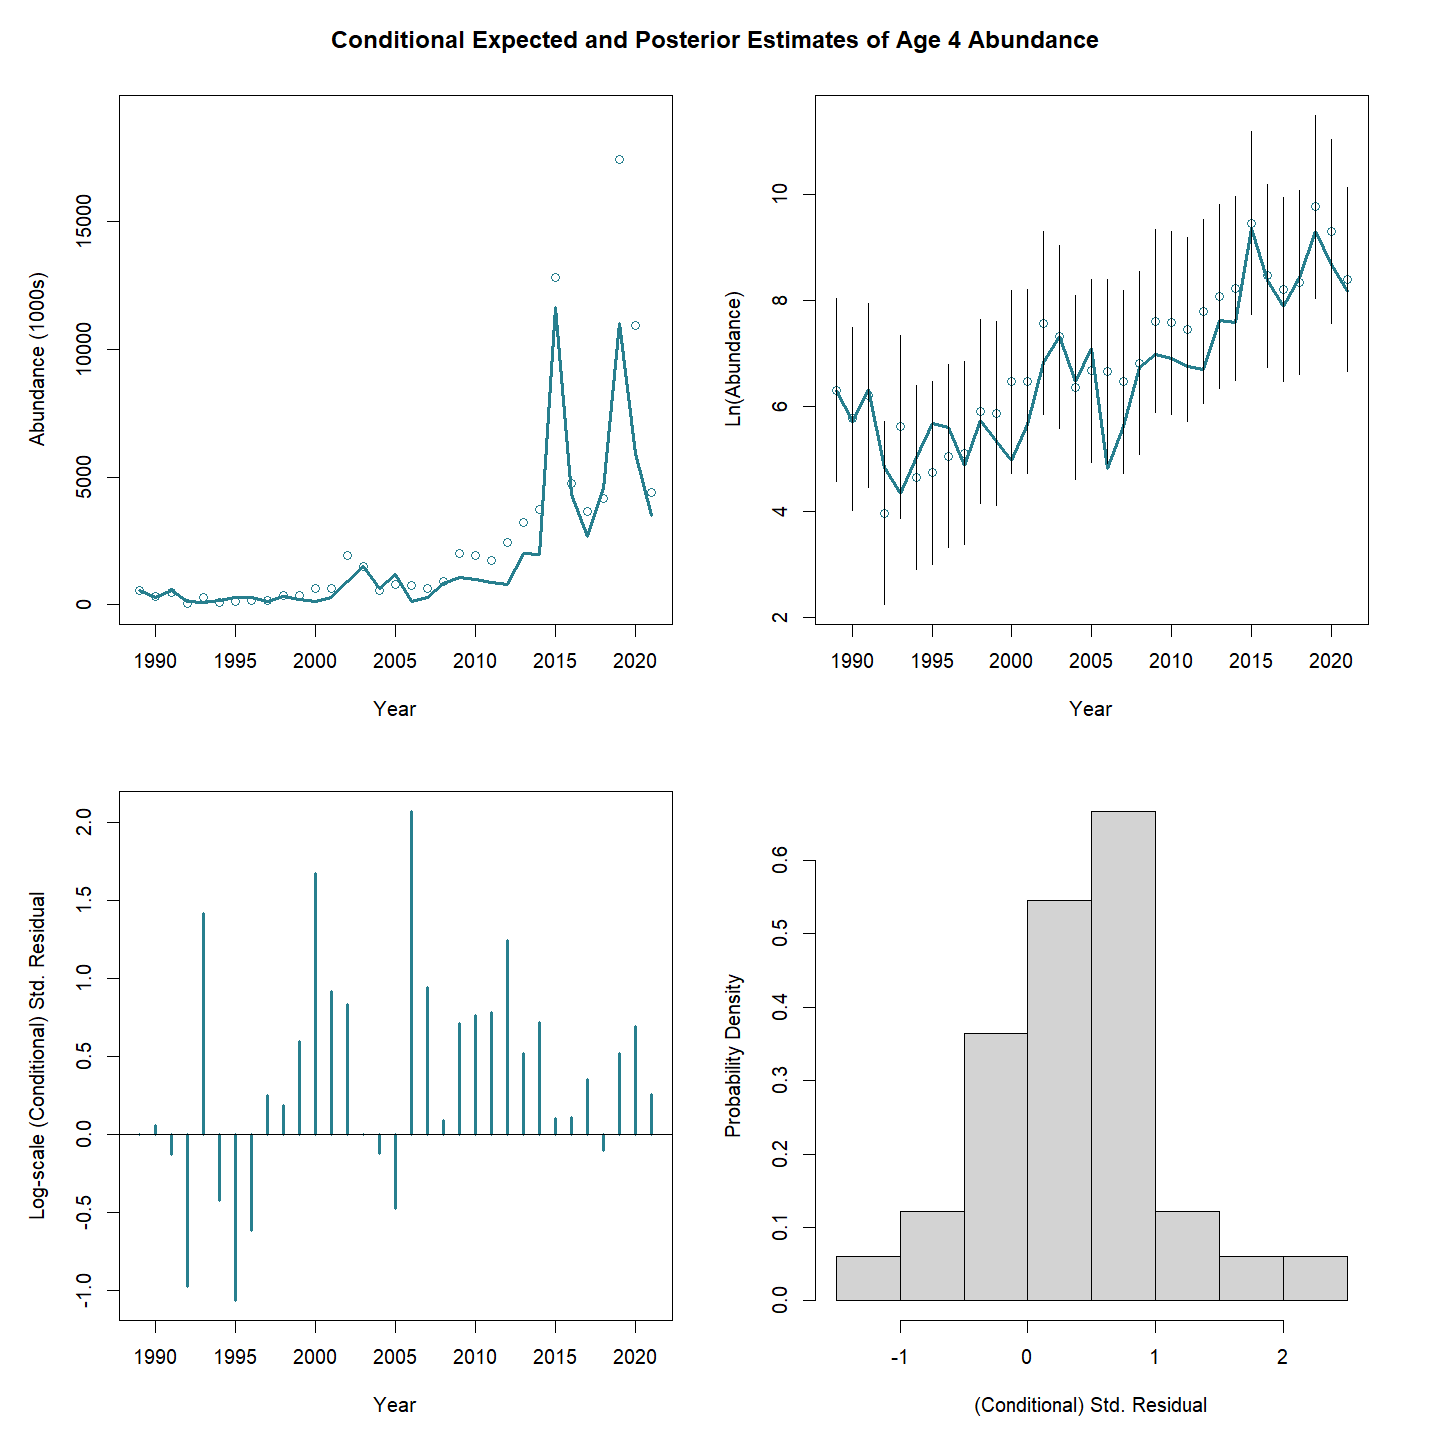 Conditional Expected and Posterior Estimates of Age 4 Abundance
Abundance (1000s)
0
5000
10000
15000
1990 1995 2000 2005 2010 2015 2020
Year
Ln(Abundance)
2
4
6
8
10
1990 1995 2000 2005 2010 2015 2020
Year
Log-scale (Conditional) Std. Residual
-1.0
-0.5
0.0
0.5
1.0
1.5
2.0
1990 1995 2000 2005 2010 2015 2020
Year
Probability Density
0.0
0.1
0.2
0.3
0.4
0.5
0.6
-1 0 1 2
(Conditional) Std. Residual